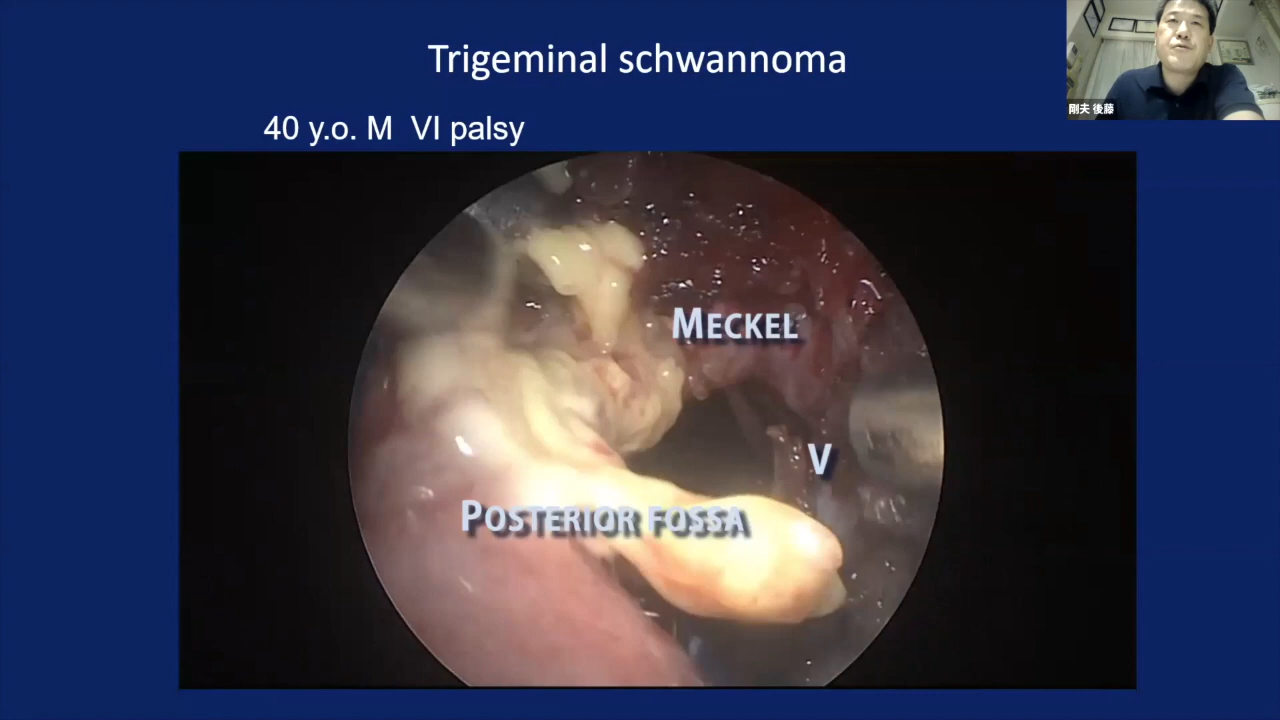 Trigeminal schwannoma
剛夫 後藤
40 y.o. M VI palsy
MECKEL
V
POSTERIOR FOSSA